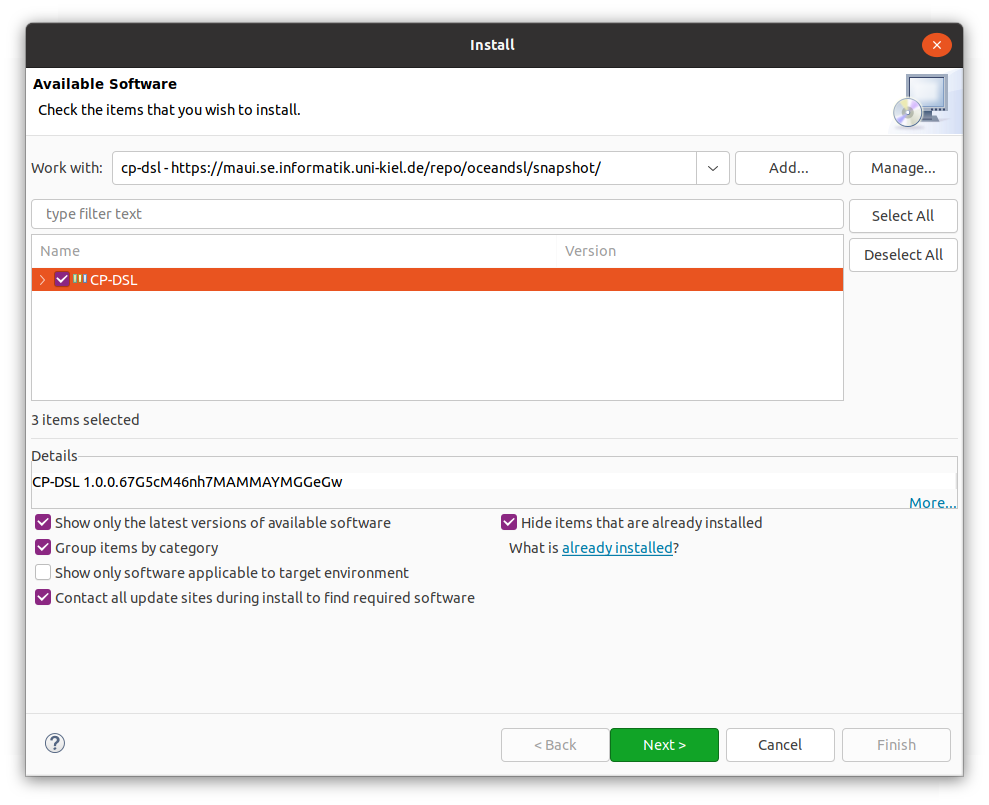 Install
Available Software
Check the items that you wish to install.
Work with: cp-dsl - https://maui.se.informatik.uni-kiel.de/repo/oceandsl/snapshot/ Add... Manage...
type filter text Select All
Name Version Deselect All
CP-DSL
3 items selected
Details
CP-DSL 1.0.0.67G5cM46nh7MAMMAYMGGeGw
More...
Show only the latest versions of available software Hide items that are already installed
Group items by category What is already installed?
Show only software applicable to target environment
Contact all update sites during install to find required software
? < Back Next > Cancel Finish